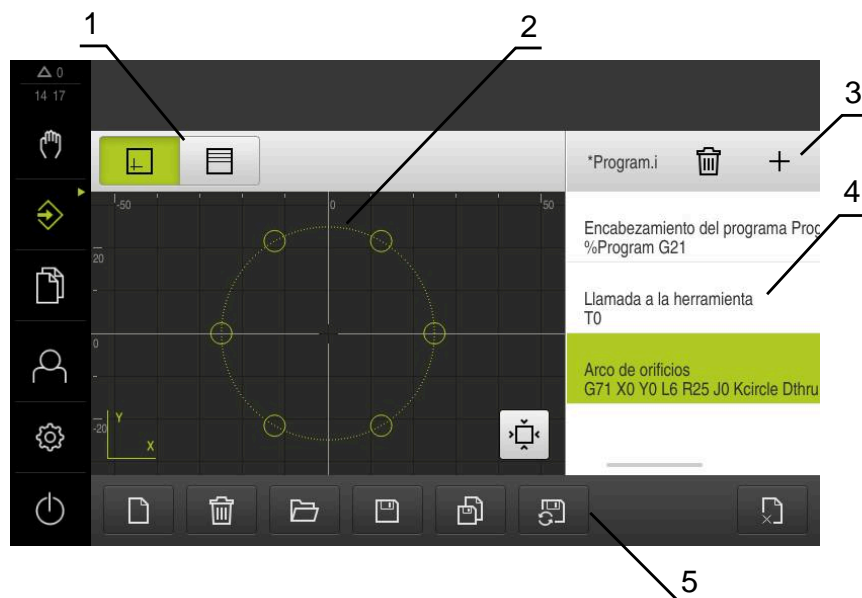 1
2
3
4
5
0
14 17
*Program.i
-50
0
50
20
0
-20
Y
X
Encabezamiento del programa Prog
%Program G21
Llamada a la herramienta
T0
Arco de orificios
G71 X0 Y0 L6 R25 J0 Kcircle Dthru